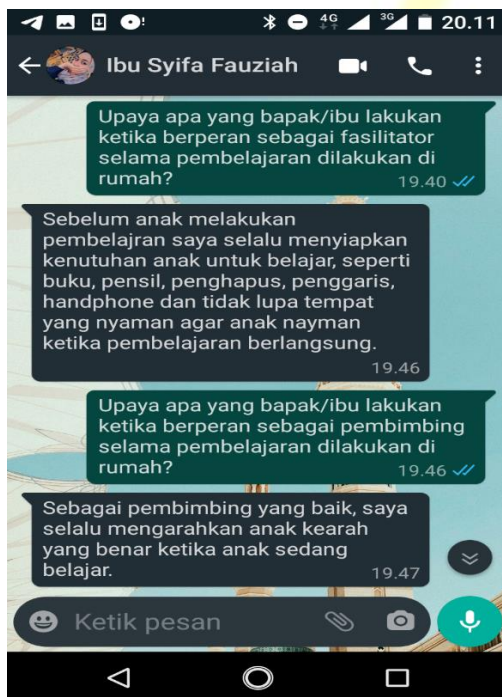 4G 3G 20.11
Ibu Syifa Fauziah
Upaya apa yang bapak/ibu lakukan
ketika berperan sebagai fasilitator
selama pembelajaran dilakukan di
rumah?
19.40
Sebelum anak melakukan
pembelajran saya selalu menyiapkan
kenutuhan anak untuk belajar, seperti
buku, pensil, penghapus, penggaris,
handphone dan tidak lupa tempat
yang nyaman agar anak nayman
ketika pembelajaran berlangsung.
19.46
Upaya apa yang bapak/ibu lakukan
ketika berperan sebagai pembimbing
selama pembelajaran dilakukan di
rumah?
19.46
Sebagai pembimbing yang baik, saya
selalu mengarahkan anak kearah
yang benar ketika anak sedang
belajar.
19.47
Ketik pesan